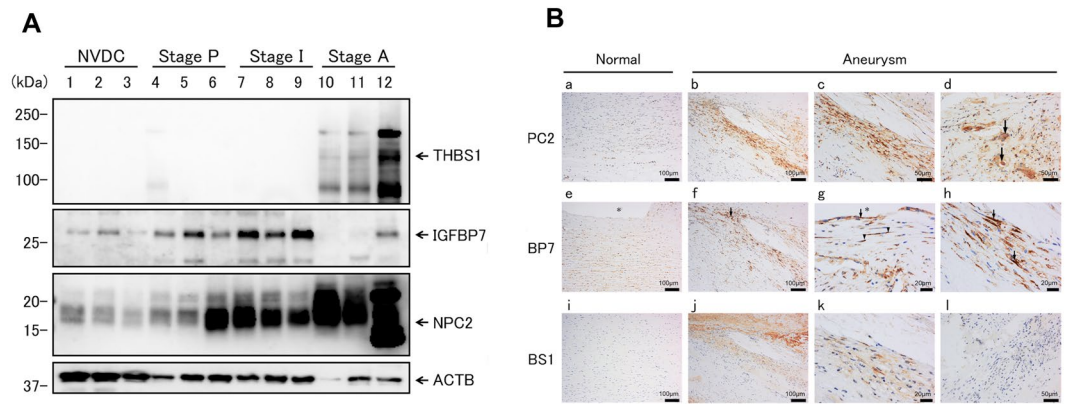 A
NVDC Stage P Stage I Stage A
(kDa) 1 2 3 4 5 6 7 8 9 10 11 12
250-
150-
← THBS1
100-
← IGFBP7
25-
20-
← NPC2
15-
← ACTB
37-
B
Normal Aneurysm
a b c d
PC2
100μm 100μm 50μm 50μm
e f g h
* *
BP7
100μm 100μm 20μm 20μm
i j k l
BS1
100μm 100μm 20μm 50μm